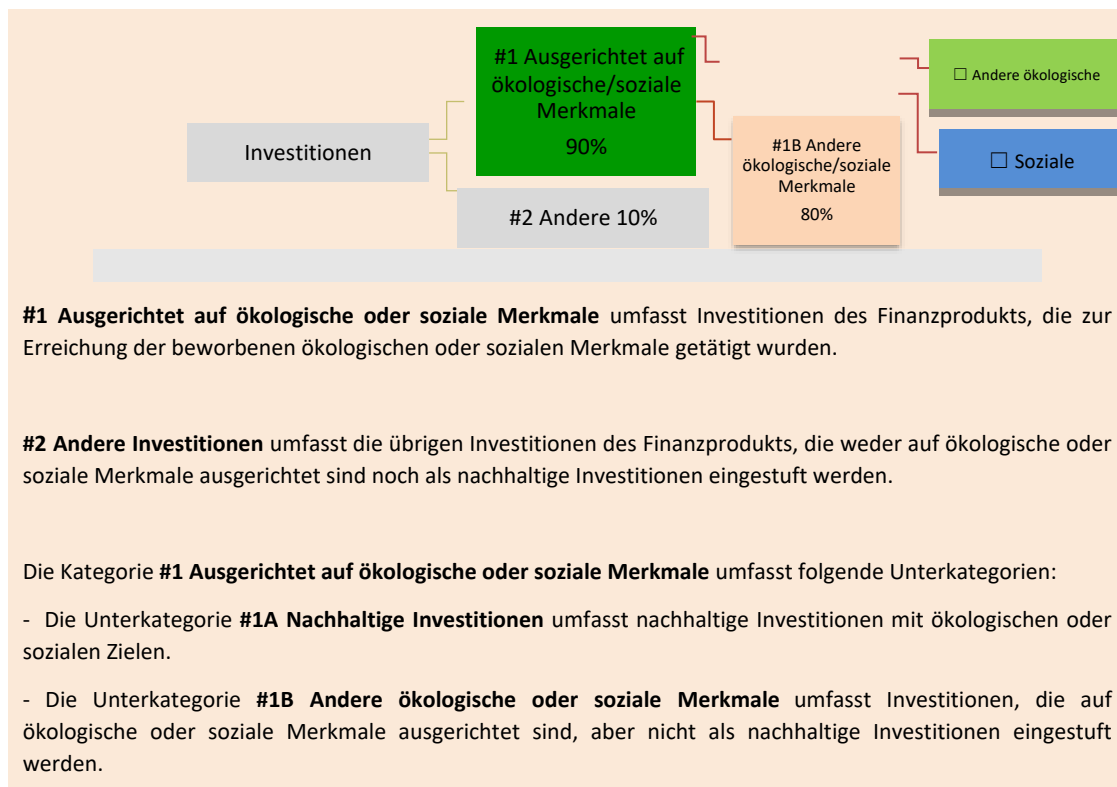 #1 Ausgerichtet auf
ökologische/soziale
Merkmale
90%
☐ Andere ökologische
Investitionen
#1B Andere
ökologische/soziale
Merkmale
80%
☐ Soziale
#2 Andere 10%
#1 Ausgerichtet auf ökologische oder soziale Merkmale umfasst Investitionen des Finanzprodukts, die zur
Erreichung der beworbenen ökologischen oder sozialen Merkmale getätigt wurden.
#2 Andere Investitionen umfasst die übrigen Investitionen des Finanzprodukts, die weder auf ökologische oder
soziale Merkmale ausgerichtet sind noch als nachhaltige Investitionen eingestuft werden.
Die Kategorie #1 Ausgerichtet auf ökologische oder soziale Merkmale umfasst folgende Unterkategorien:
- Die Unterkategorie #1A Nachhaltige Investitionen umfasst nachhaltige Investitionen mit ökologischen oder
sozialen Zielen.
- Die Unterkategorie #1B Andere ökologische oder soziale Merkmale umfasst Investitionen, die auf
ökologische oder soziale Merkmale ausgerichtet sind, aber nicht als nachhaltige Investitionen eingestuft
werden.